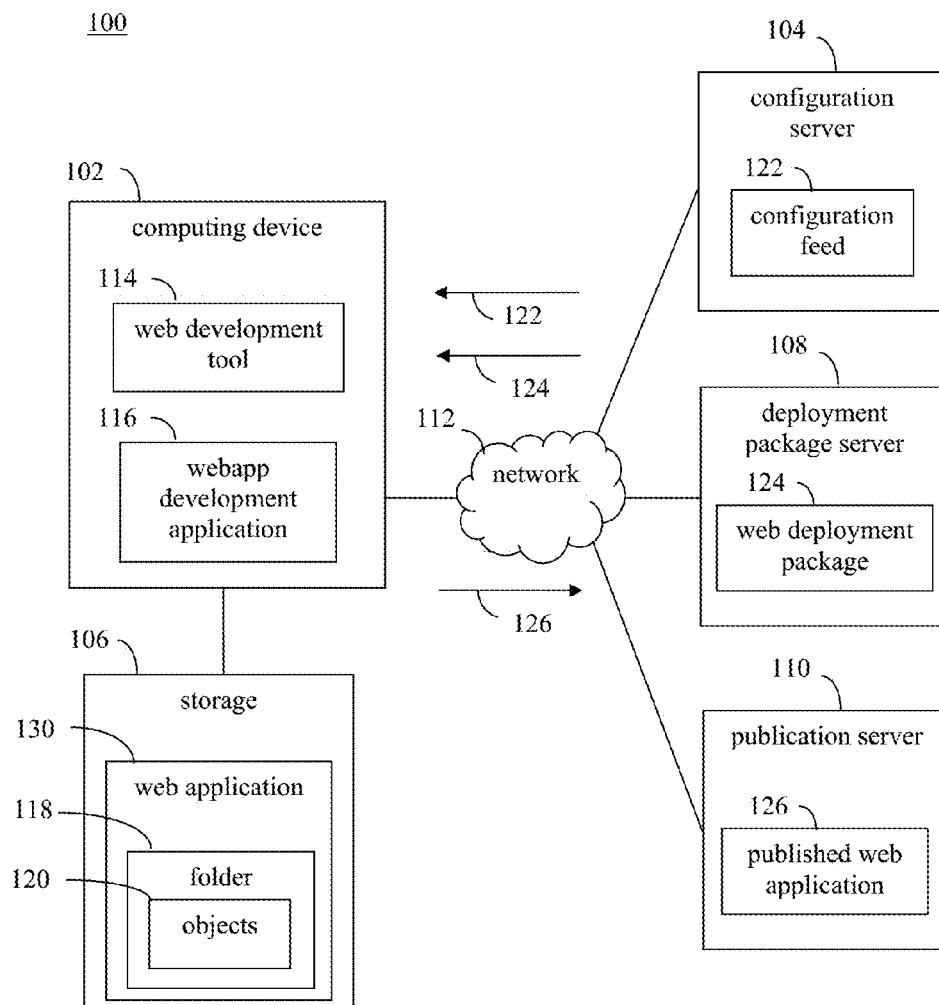 100
104
configuration
server
122
configuration
feed
102
computing device
114
web development
tool
116
webapp
development
application
122
124
112
network
126
108
deployment
package server
124
web deployment
package
106
storage
130
web application
118
folder
120
objects
110
publication server
126
published web
application